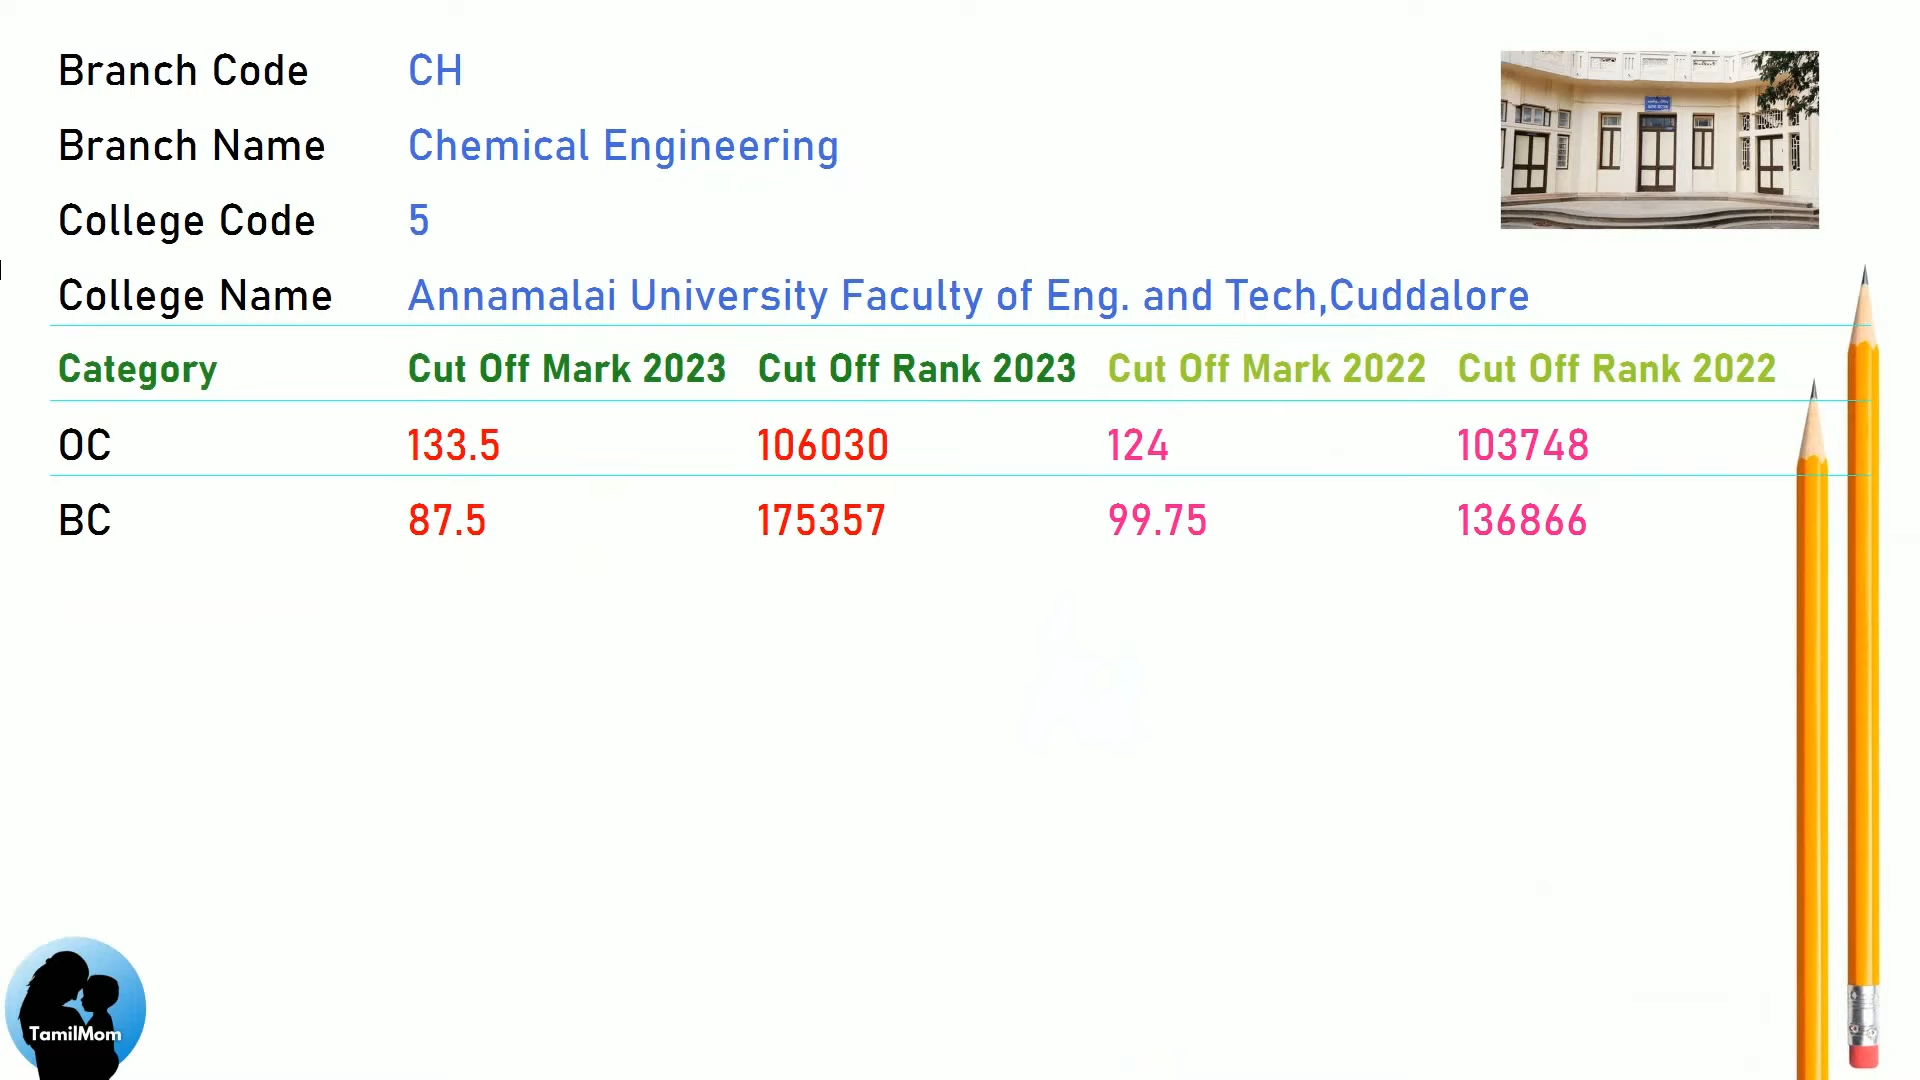 Branch Code CH
Branch Name Chemical Engineering
College Code 5
College Name Annamalai University Faculty of Eng. and Tech,Cuddalore
Category Cut Off Mark 2023 Cut Off Rank 2023 Cut Off Mark 2022 Cut Off Rank 2022
OC 133.5 106030 124 103748
BC 87.5 175357 99.75 136866
TamilMom